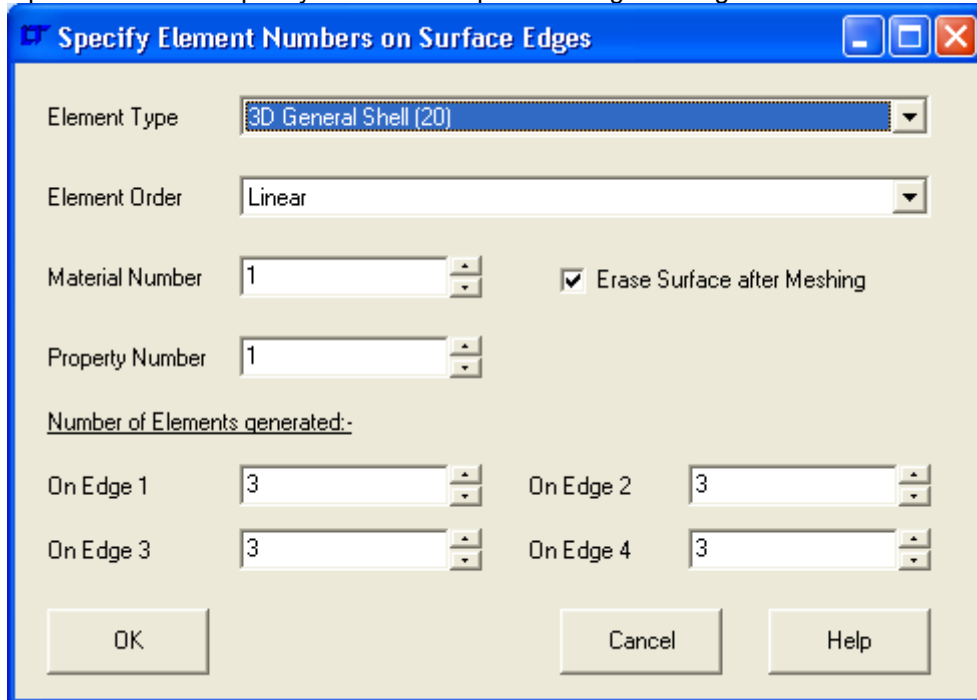 Specify Element Numbers on Surface Edges
Element Type 3D General Shell (20)
Element Order Linear
Material Number 1 Erase Surface after Meshing
Property Number 1
Number of Elements generated:-
On Edge 1 3 On Edge 2 3
On Edge 3 3 On Edge 4 3
OK Cancel Help